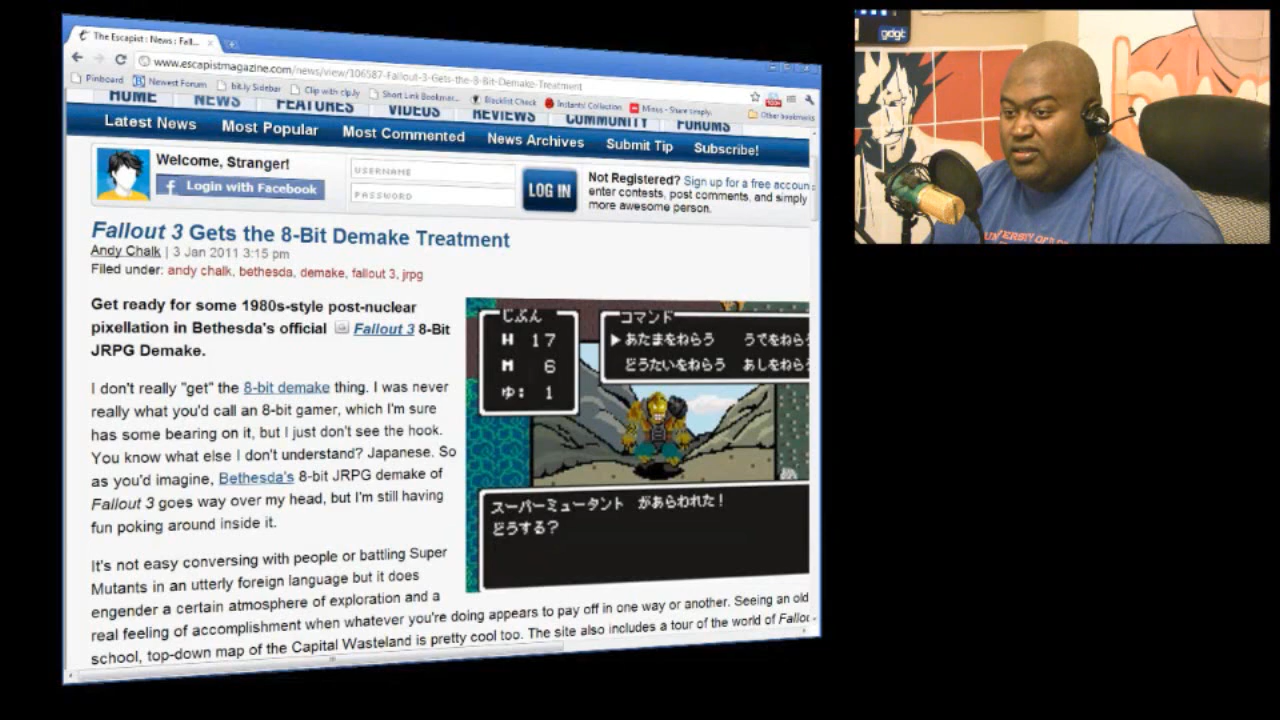 The Escapist : News : Fall...
www.escapistmagazine.com/news/view/106587-Fallout-3-Gets-the-8-Bit-Demake-Treatment
Pinboard Newest Forum bit.ly Sidebar Clip with clip.ly Short Link Bookmar... Blacklist Check Instants! Collection Minus - Share simply. Other bookmarks
HOME NEWS FEATURES VIDEOS REVIEWS COMMUNITY FORUMS
Latest News Most Popular Most Commented News Archives Submit Tip Subscribe!
Welcome, Stranger!
Login with Facebook
USERNAME
PASSWORD
LOG IN
Not Registered? Sign up for a free accoun
enter contests, post comments, and simply
more awesome person.
Fallout 3 Gets the 8-Bit Demake Treatment
Andy Chalk | 3 Jan 2011 3:15 pm
Filed under: andy chalk, bethesda, demake, fallout 3, jrpg
Get ready for some 1980s-style post-nuclear
pixellation in Bethesda's official Fallout 3 8-Bit
JRPG Demake.
I don't really "get" the 8-bit demake thing. I was never
really what you'd call an 8-bit gamer, which I'm sure
has some bearing on it, but I just don't see the hook.
You know what else I don't understand? Japanese. So
as you'd imagine, Bethesda's 8-bit JRPG demake of
Fallout 3 goes way over my head, but I'm still having
fun poking around inside it.
It's not easy conversing with people or battling Super
Mutants in an utterly foreign language but it does
engender a certain atmosphere of exploration and a
real feeling of accomplishment when whatever you're doing appears to pay off in one way or another. Seeing an old
school, top-down map of the Capital Wasteland is pretty cool too. The site also includes a tour of the world of Fallou
じぶん
H 17
M 6
ゆ: 1
コマンド
▶あたまをねらう うでをねらう
どうたいをねらう あしをねらう
スーパーミュータント があらわれた!
どうする?
gdgt